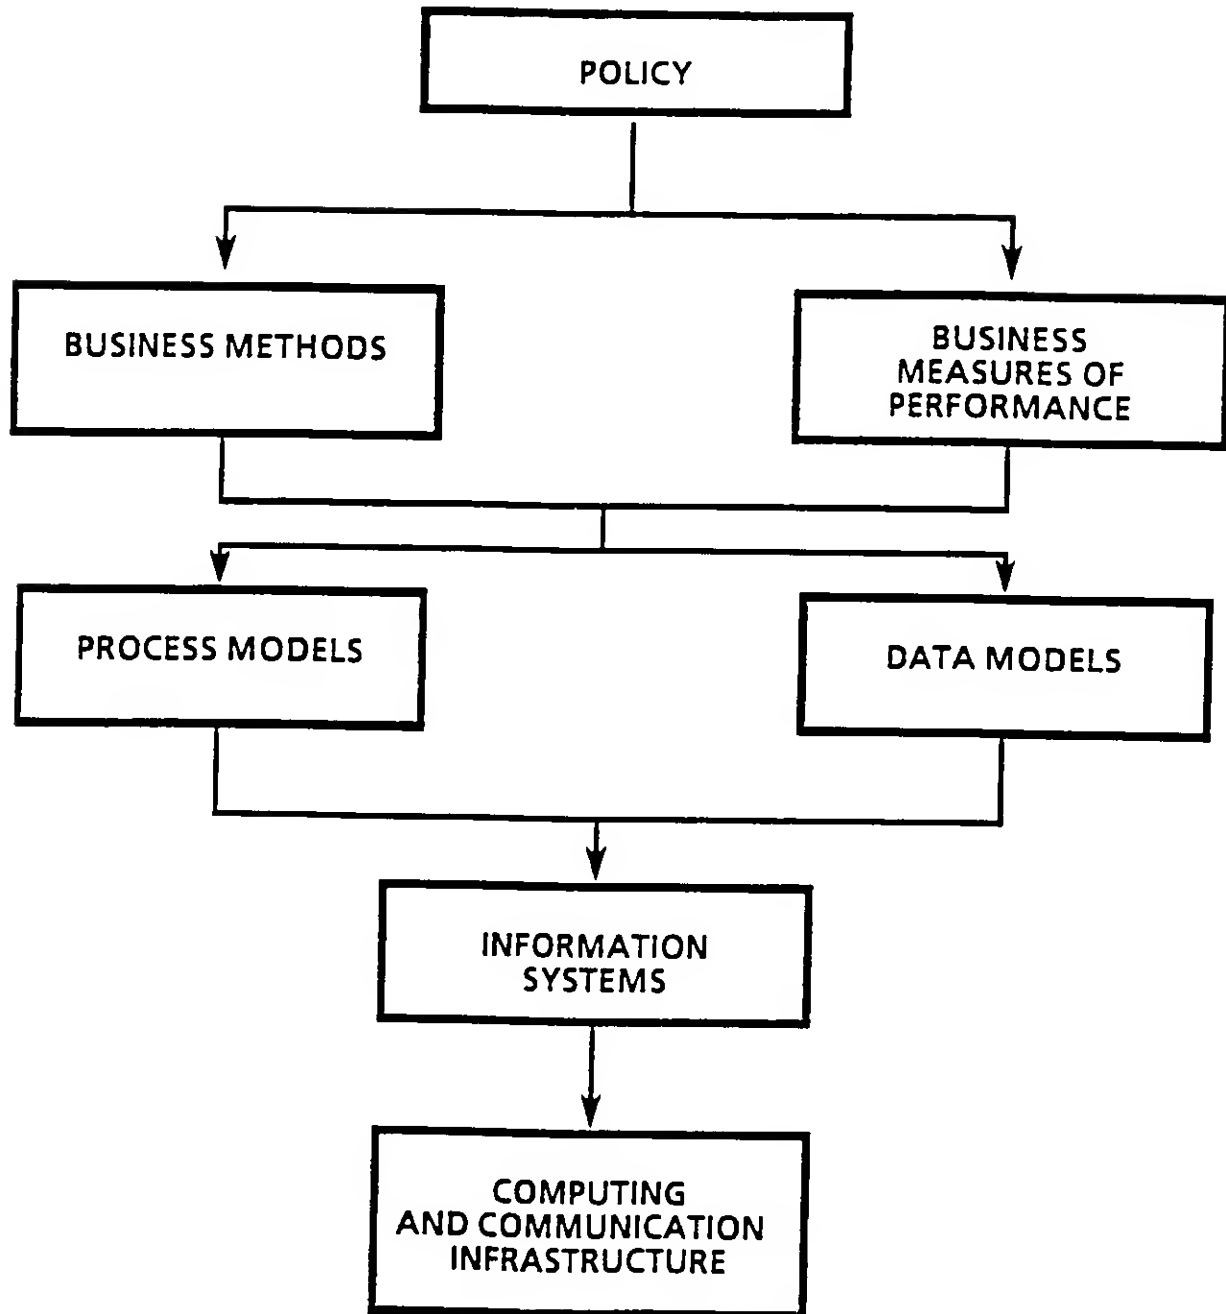 POLICY
BUSINESS METHODS
BUSINESS
MEASURES OF
PERFORMANCE
PROCESS MODELS
DATA MODELS
INFORMATION
SYSTEMS
COMPUTING
AND COMMUNICATION
INFRASTRUCTURE